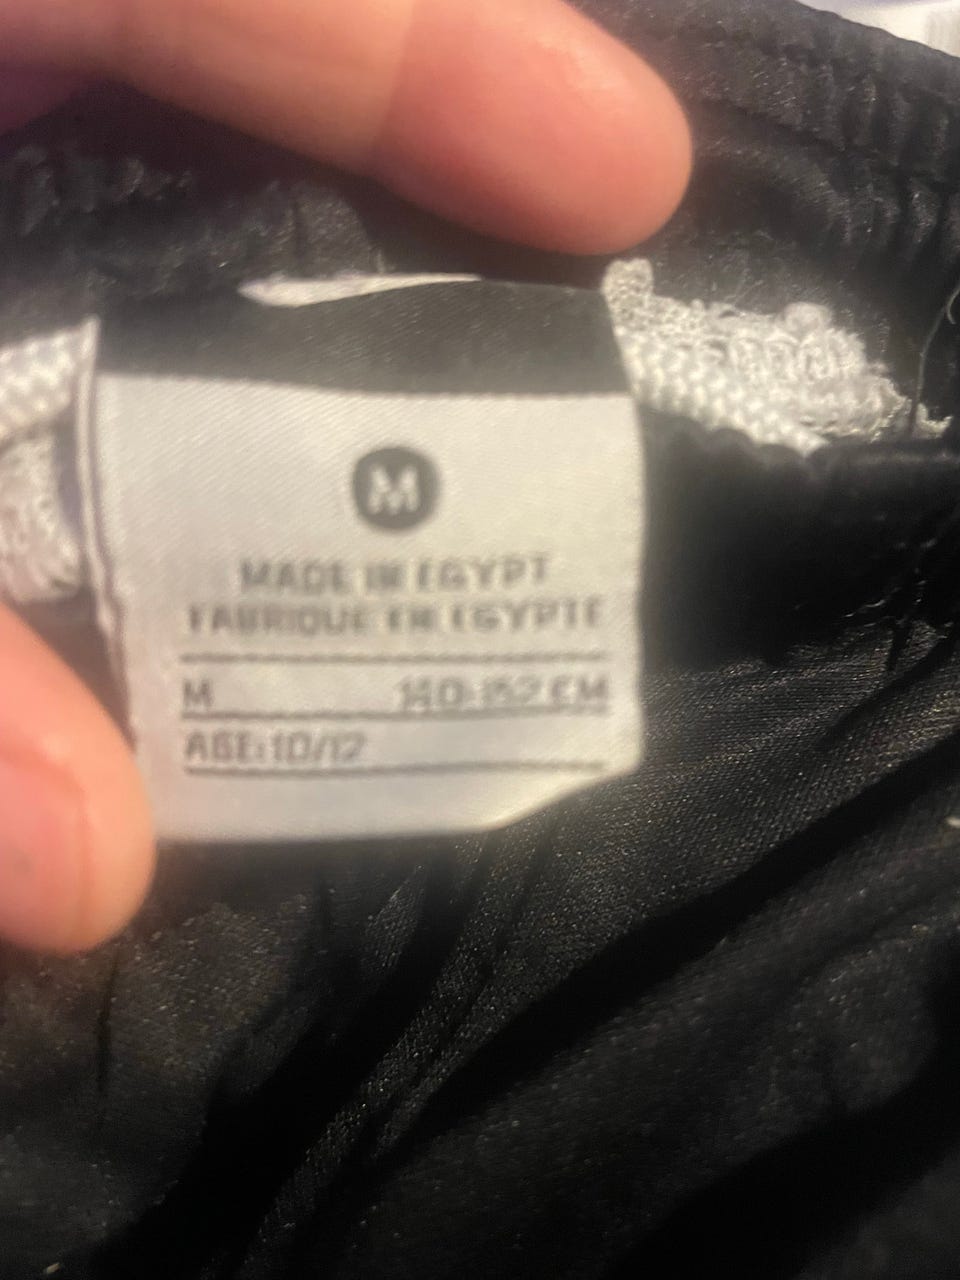 M
MADE IN EGYPT
FABRIQUE EN EGYPTE
M 140-152 CM
AGE:10/12